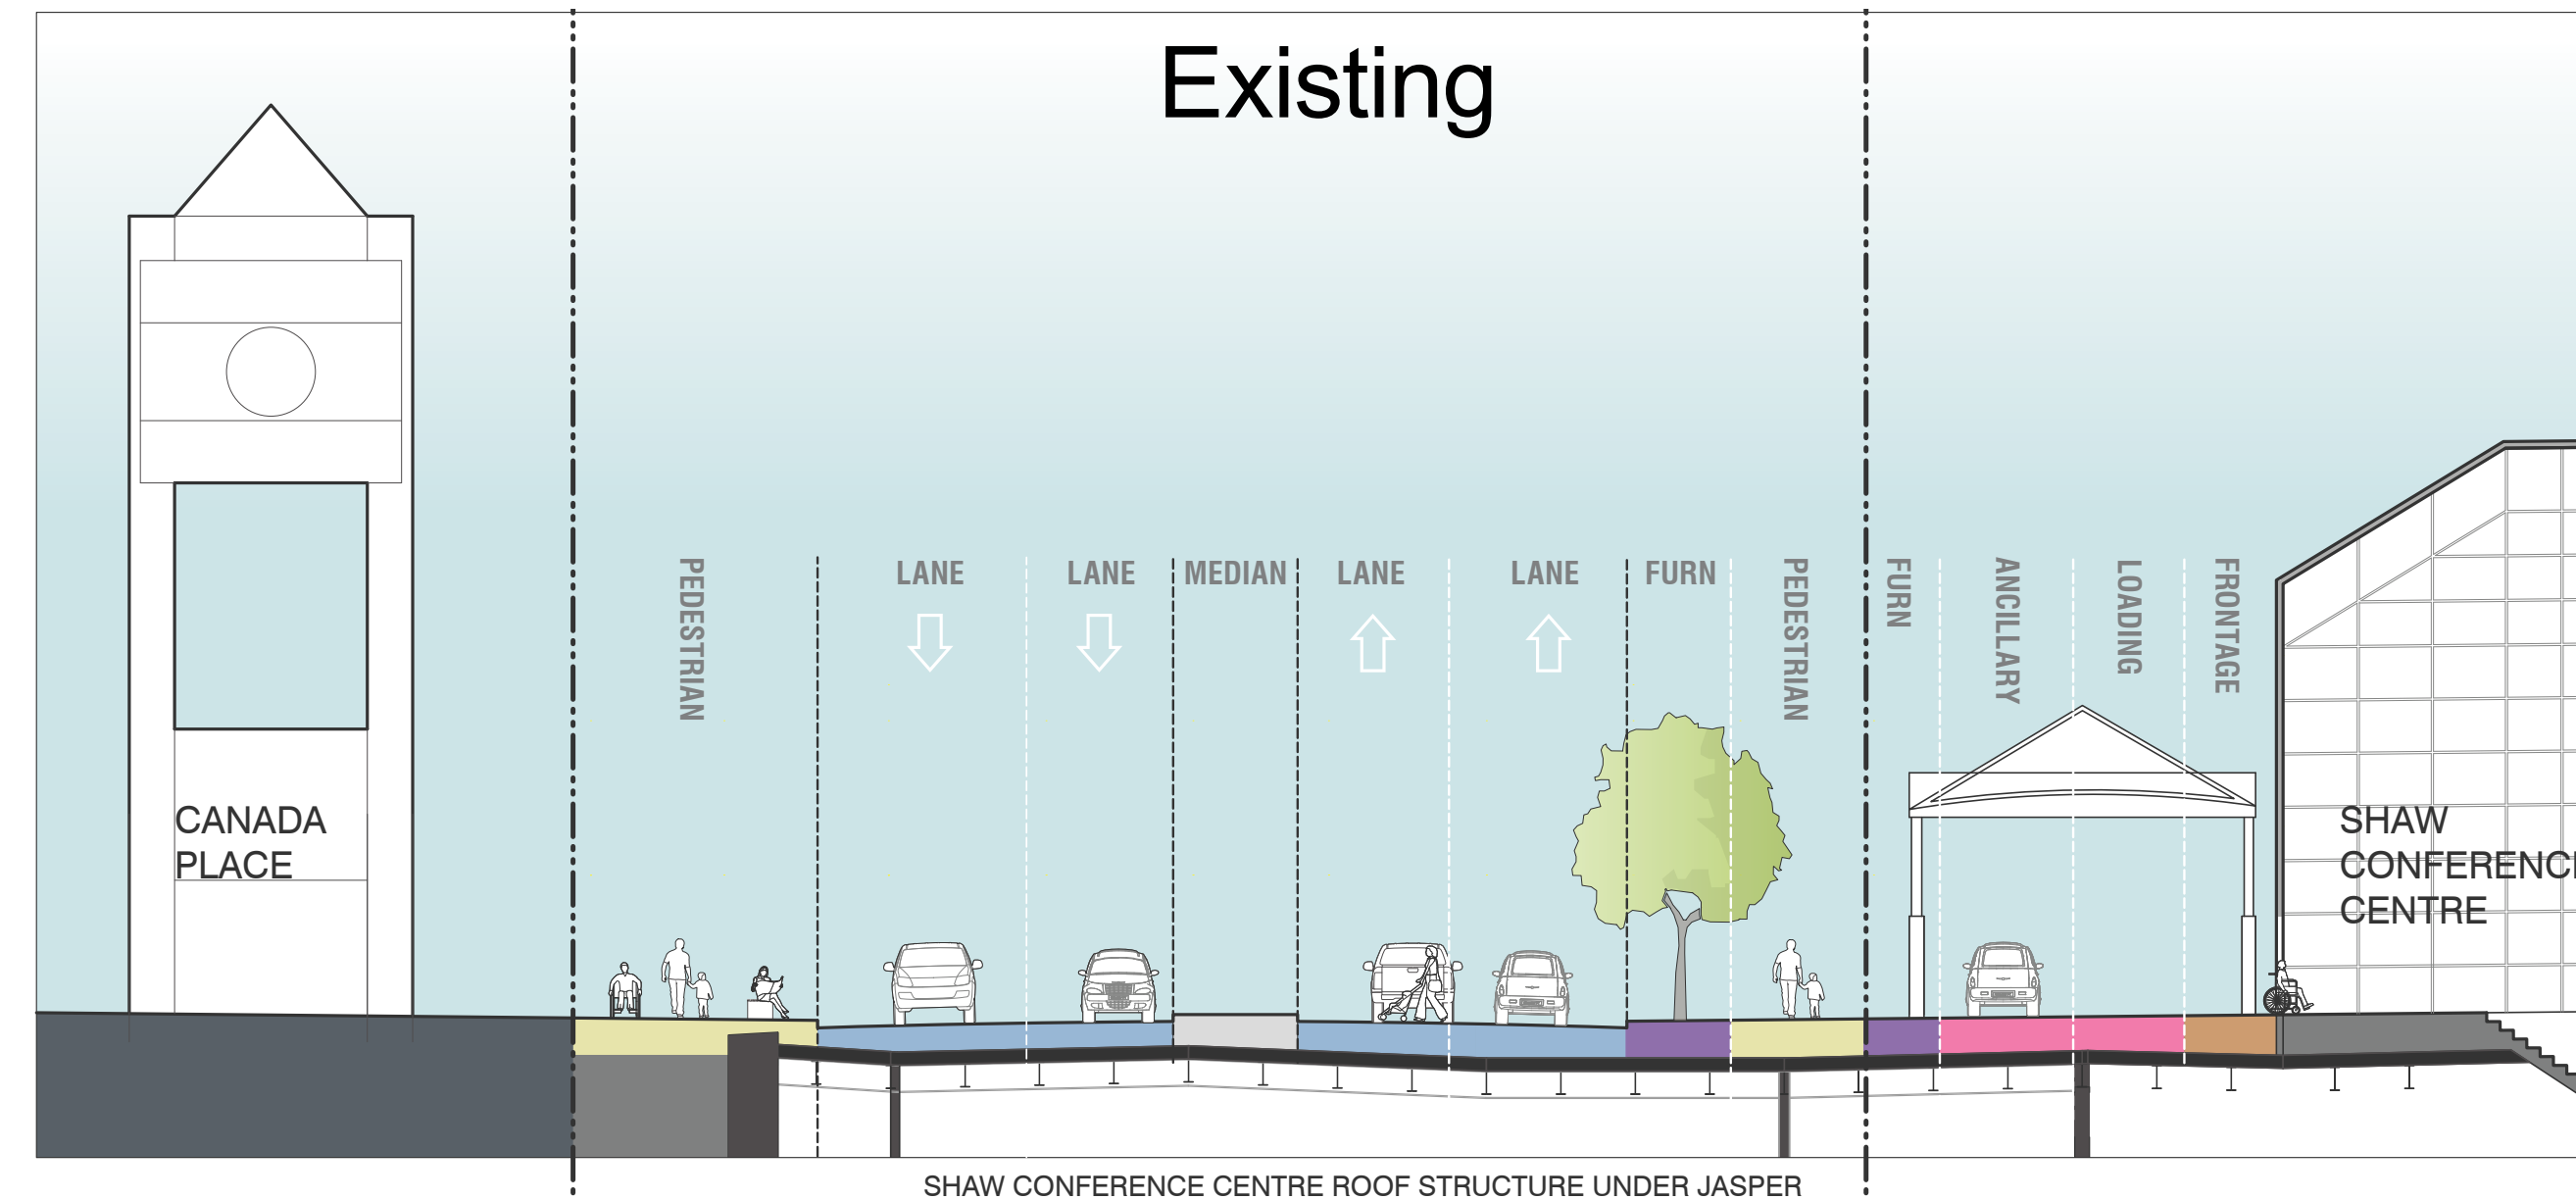 Existing
PEDESTRIAN
LANE
LANE
MEDIAN
LANE
LANE
FURN
PEDESTRIAN
FURN
ANCILLARY
LOADING
FRONTAGE
CANADA
PLACE
SHAW
CONFERENCE
CENTRE
SHAW CONFERENCE CENTRE ROOF STRUCTURE UNDER JASPER